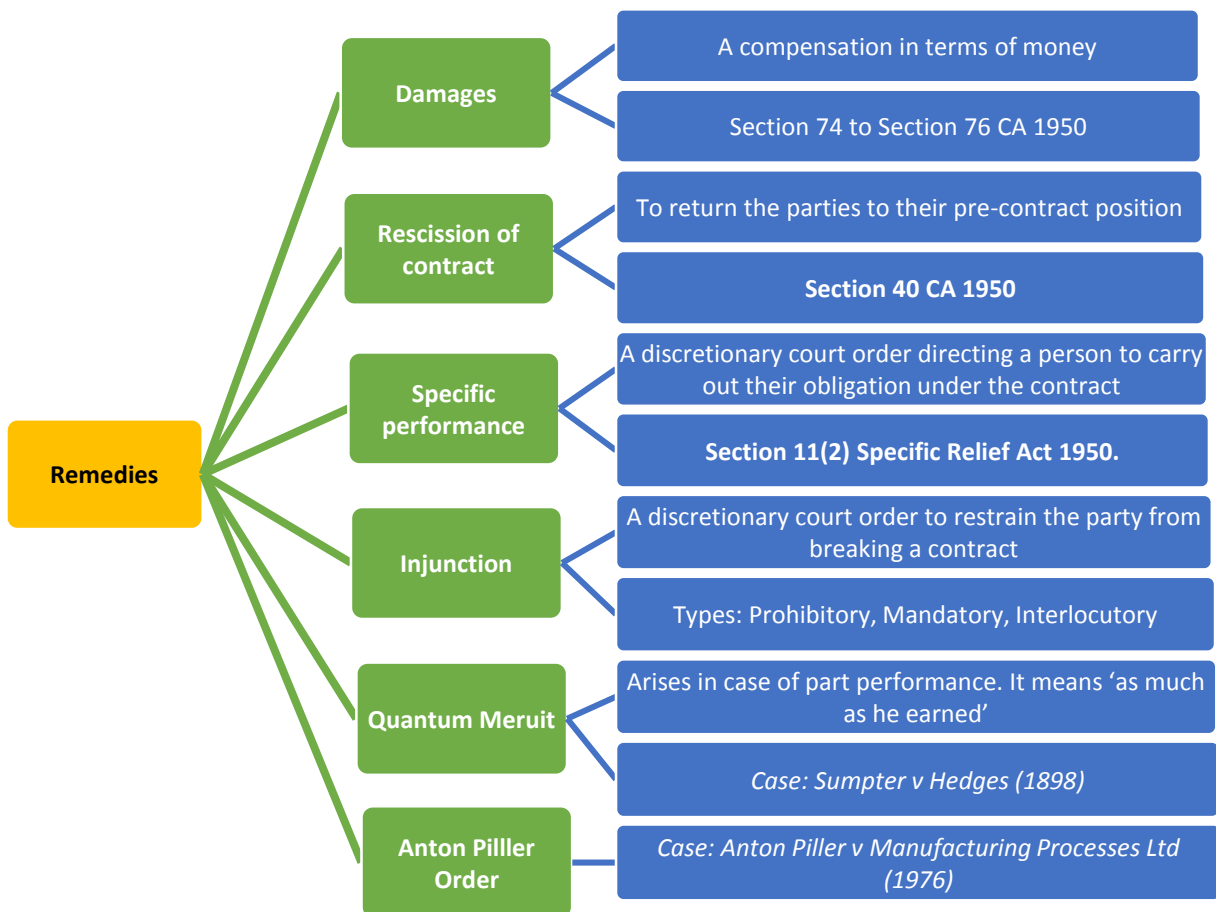 Remedies
Damages
A compensation in terms of money
Section 74 to Section 76 CA 1950
Rescission of
contract
To return the parties to their pre-contract position
Section 40 CA 1950
Specific
performance
A discretionary court order directing a person to carry
out their obligation under the contract
Section 11(2) Specific Relief Act 1950.
Injunction
A discretionary court order to restrain the party from
breaking a contract
Types: Prohibitory, Mandatory, Interlocutory
Quantum Meruit
Arises in case of part performance. It means ‘as much
as he earned’
Case: Sumpter v Hedges (1898)
Anton Pilller
Order
Case: Anton Piller v Manufacturing Processes Ltd
(1976)